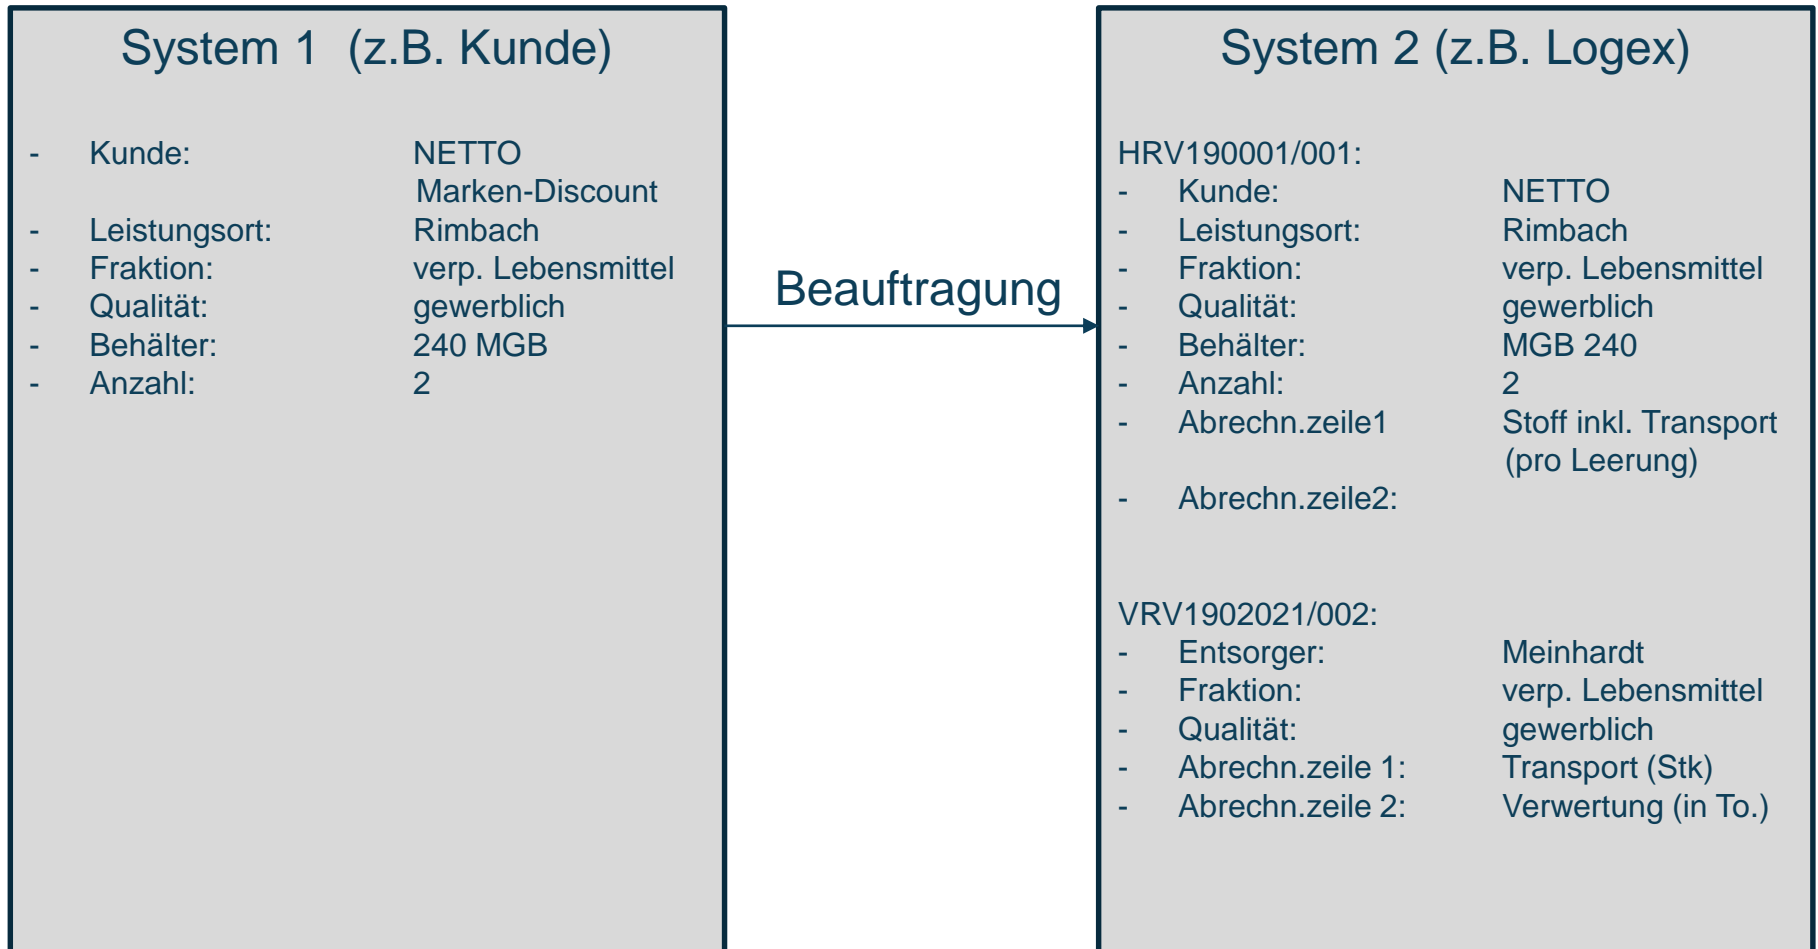 System 1  (z.B. Kunde)
- Kunde: NETTO
Marken-Discount
- Leistungsort: Rimbach
- Fraktion: verp. Lebensmittel
- Qualität: gewerblich
- Behälter: 240 MGB
- Anzahl: 2
Beauftragung
System 2 (z.B. Logex)
HRV190001/001:
- Kunde: NETTO
- Leistungsort: Rimbach
- Fraktion: verp. Lebensmittel
- Qualität: gewerblich
- Behälter: MGB 240
- Anzahl: 2
- Abrechn.zeile1 Stoff inkl. Transport
(pro Leerung)
- Abrechn.zeile2:
VRV1902021/002:
- Entsorger: Meinhardt
- Fraktion: verp. Lebensmittel
- Qualität: gewerblich
- Abrechn.zeile 1: Transport (Stk)
- Abrechn.zeile 2: Verwertung (in To.)